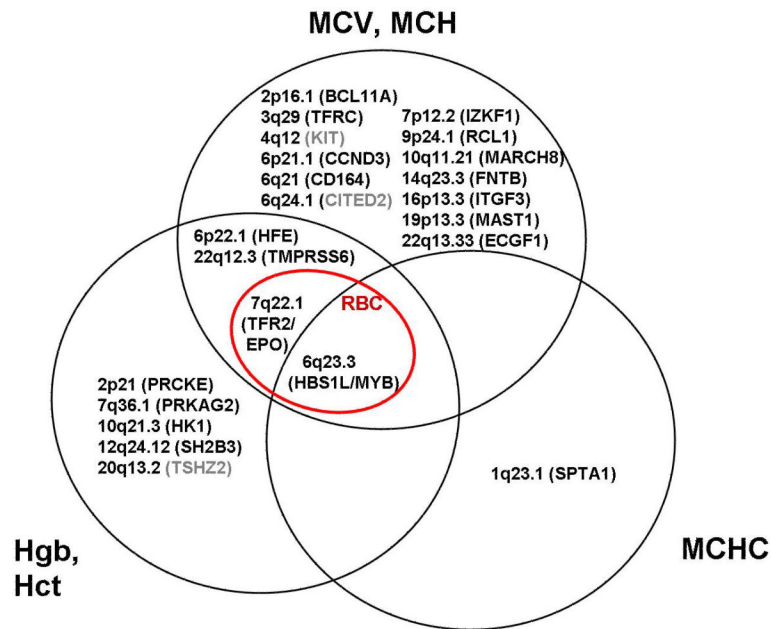 MCV, MCH
2p16.1 (BCL11A)
3q29 (TFRC)
4q12 (KIT)
6p21.1 (CCND3)
6q21 (CD164)
6q24.1 (CITED2)
7p12.2 (IZKF1)
9p24.1 (RCL1)
10q11.21 (MARCH8)
14q23.3 (FNTB)
16p13.3 (ITGF3)
19p13.3 (MAST1)
22q13.33 (ECGF1)
6p22.1 (HFE)
22q12.3 (TMPRSS6)
RBC
7q22.1
(TFR2/
EPO)
6q23.3
(HBS1L/MYB)
2p21 (PRCKE)
7q36.1 (PRKAG2)
10q21.3 (HK1)
12q24.12 (SH2B3)
20q13.2 (TSHZ2)
1q23.1 (SPTA1)
Hgb,
Hct
MCHC